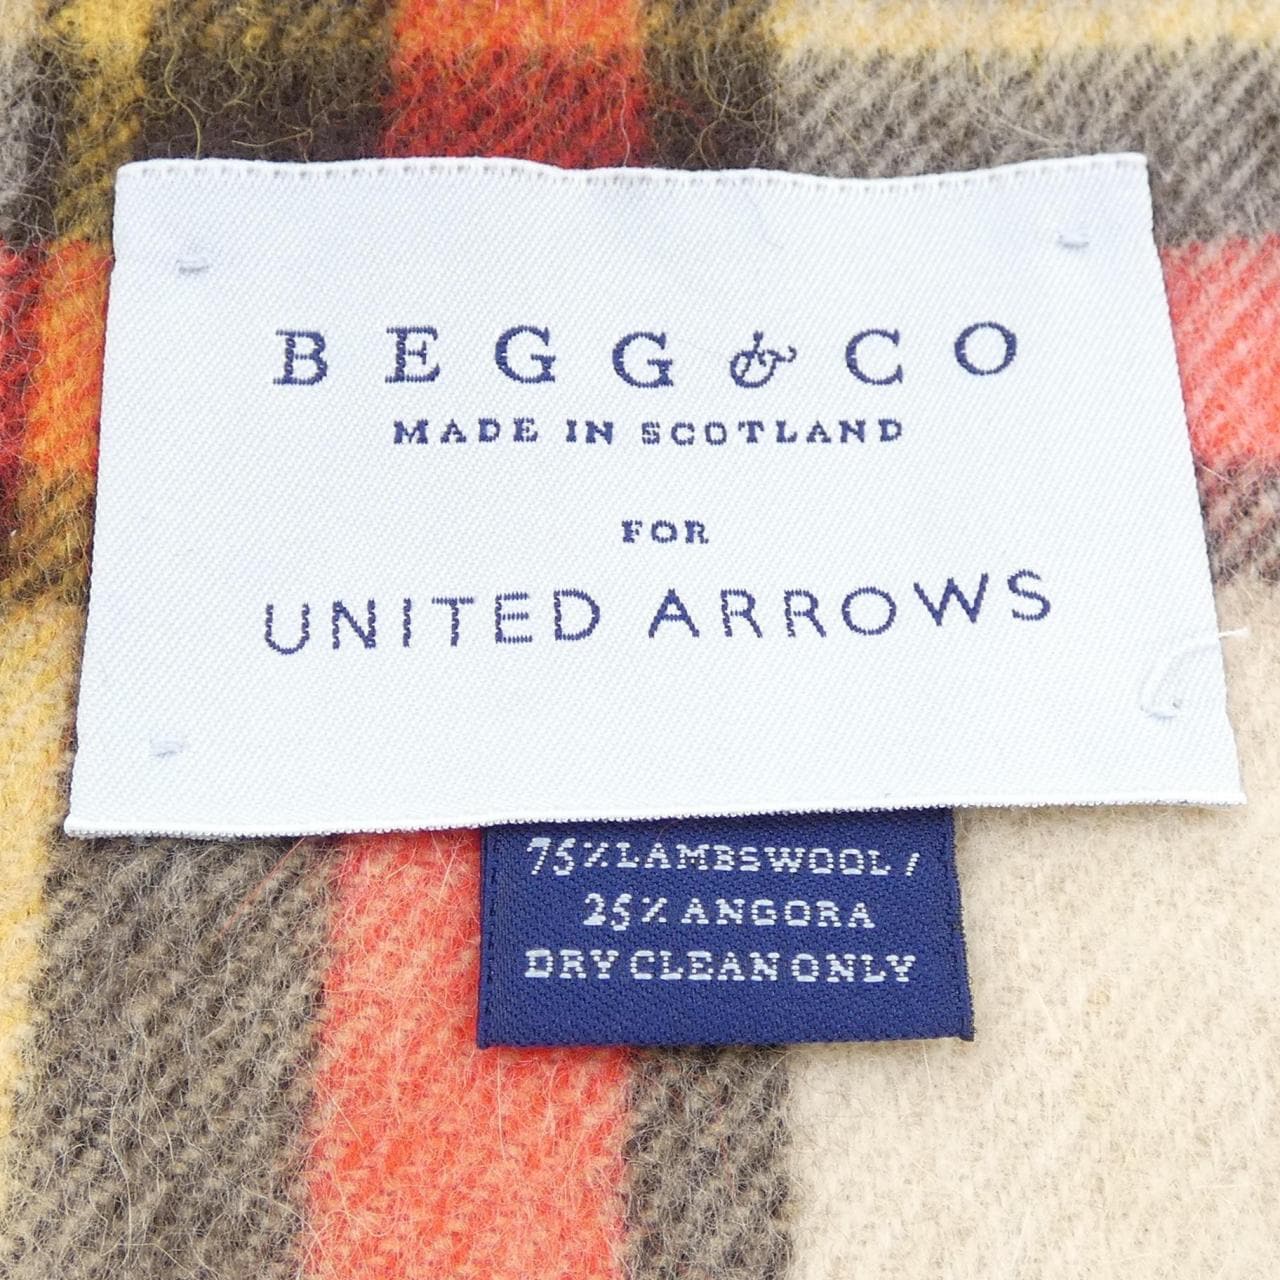 BEGG & CO
MADE IN SCOTLAND
FOR
UNITED ARROWS
75% LAMBSWOOL /
25% ANGORA
DRY CLEAN ONLY